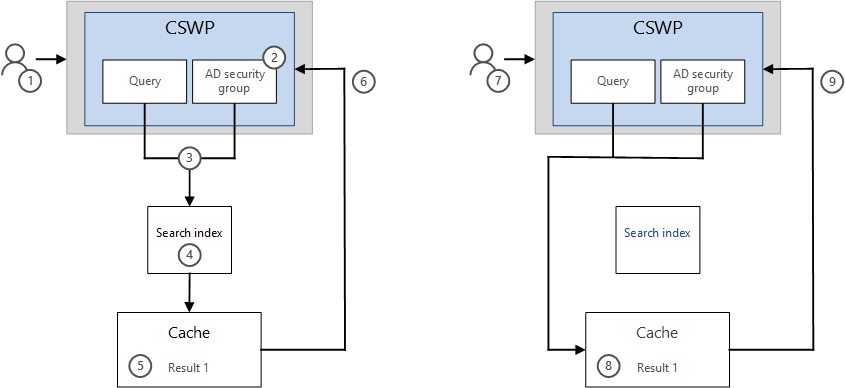 CSWP
1
2
Query
AD security
group
6
3
Search index
4
Cache
5
Result 1
CSWP
7
Query
AD security
group
9
Search index
Cache
8
Result 1